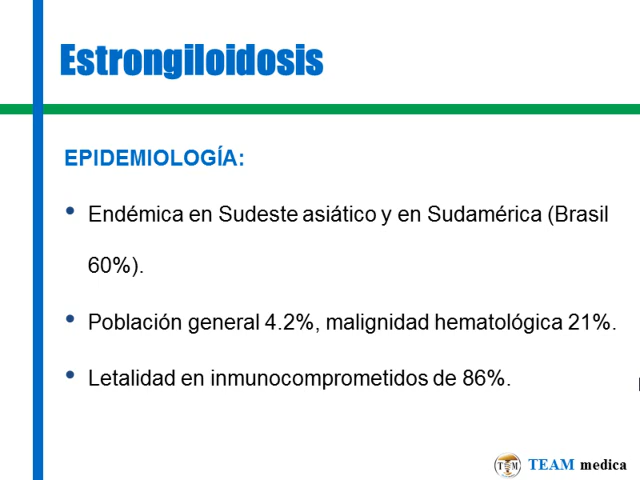 Estrongiloidosis
EPIDEMIOLOGÍA:
• Endémica en Sudeste asiático y en Sudamérica (Brasil
60%).
• Población general 4.2%, malignidad hematológica 21%.
• Letalidad en inmunocomprometidos de 86%.
TEAM medica